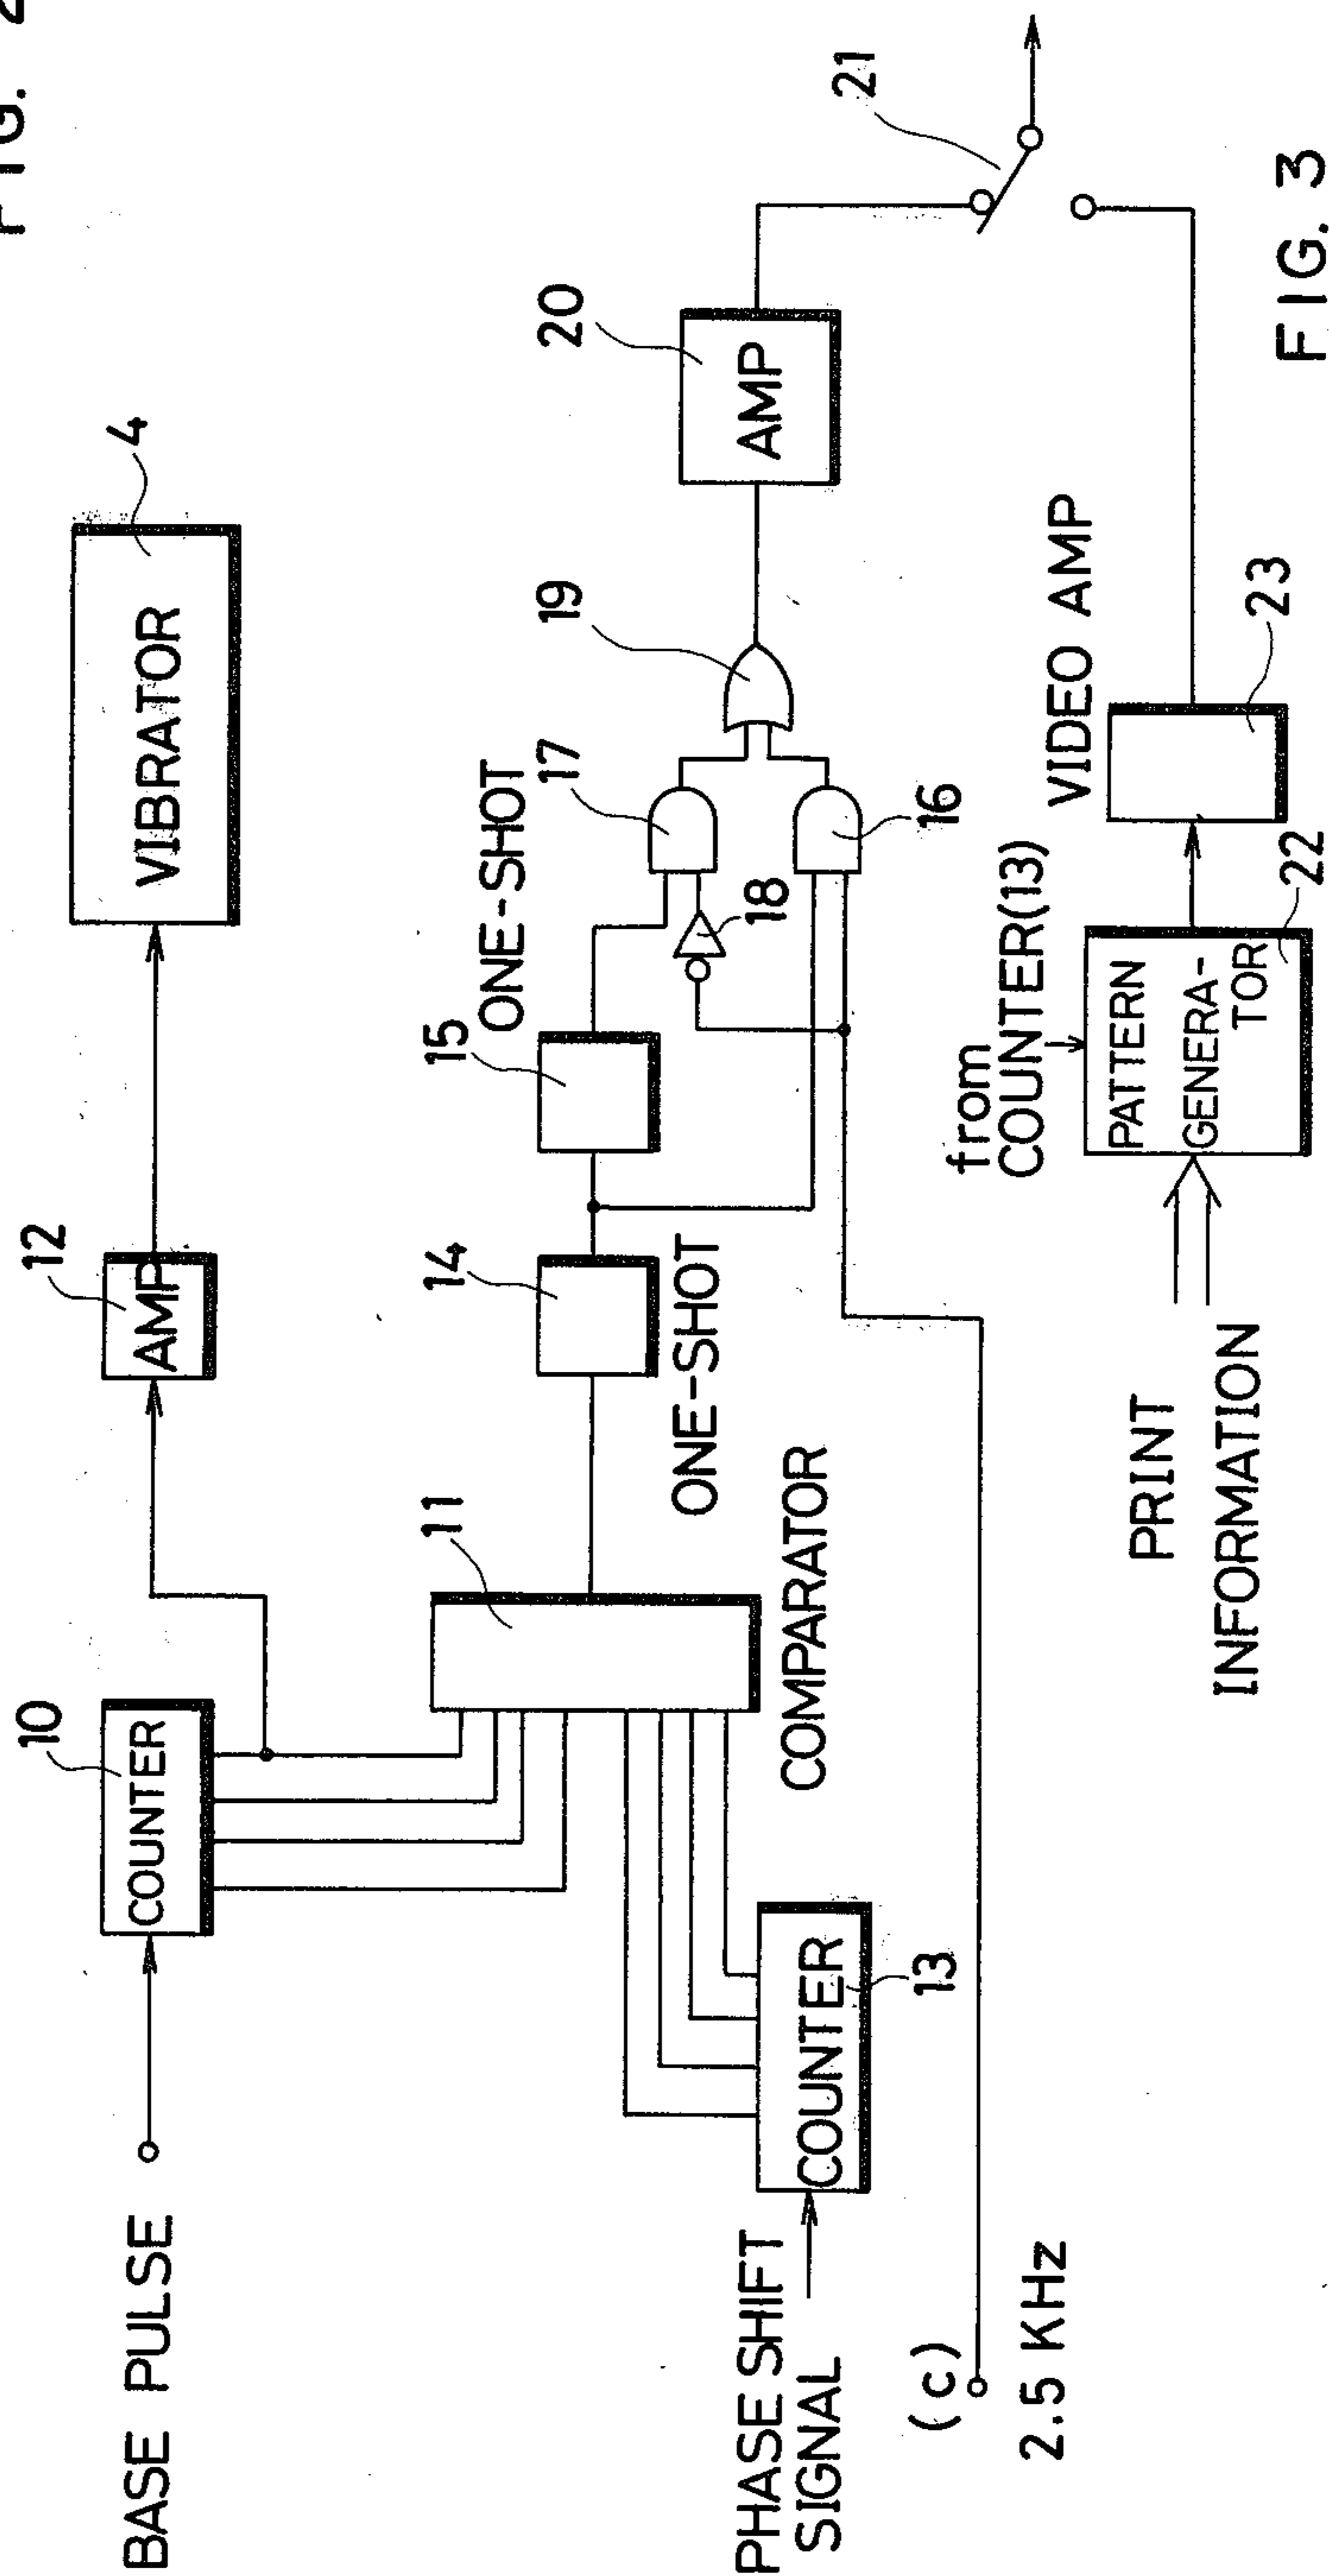 FIG. 2
BASE PULSE
10
COUNTER
12
AMP
4
VIBRATOR
11
COMPARATOR
14
ONE-SHOT
15
ONE-SHOT
17
18
16
19
20
AMP
21
PHASE SHIFT
SIGNAL
COUNTER
13
(c)
2.5 KHz
PRINT
INFORMATION
from
COUNTER(13)
PATTERN
GENERA-
TOR
22
VIDEO AMP
23
FIG. 3